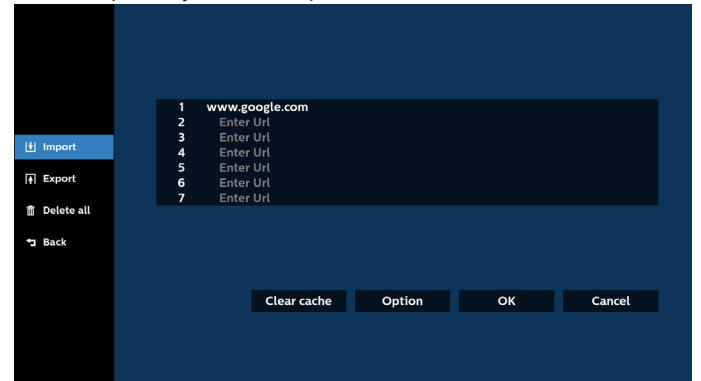 Import
Export
Delete all
Back
1 www.google.com
2 Enter Url
3 Enter Url
4 Enter Url
5 Enter Url
6 Enter Url
7 Enter Url
Clear cache Option OK Cancel